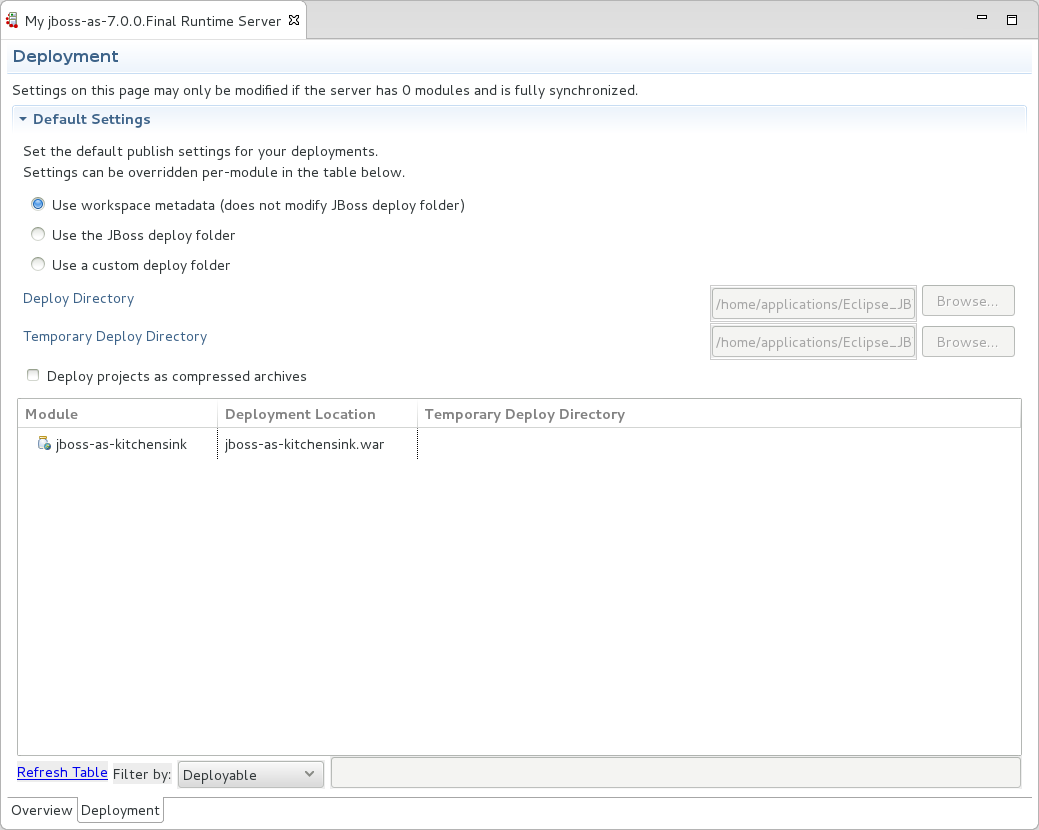 My jboss-as-7.0.0.Final Runtime Server
Deployment
Settings on this page may only be modified if the server has 0 modules and is fully synchronized.
Default Settings
Set the default publish settings for your deployments.
Settings can be overridden per-module in the table below.
Use workspace metadata (does not modify JBoss deploy folder)
Use the JBoss deploy folder
Use a custom deploy folder
Deploy Directory /home/applications/Eclipse_JB Browse...
Temporary Deploy Directory /home/applications/Eclipse_JB Browse...
Deploy projects as compressed archives
Module Deployment Location Temporary Deploy Directory
jboss-as-kitchensink jboss-as-kitchensink.war
Refresh Table Filter by: Deployable
Overview Deployment